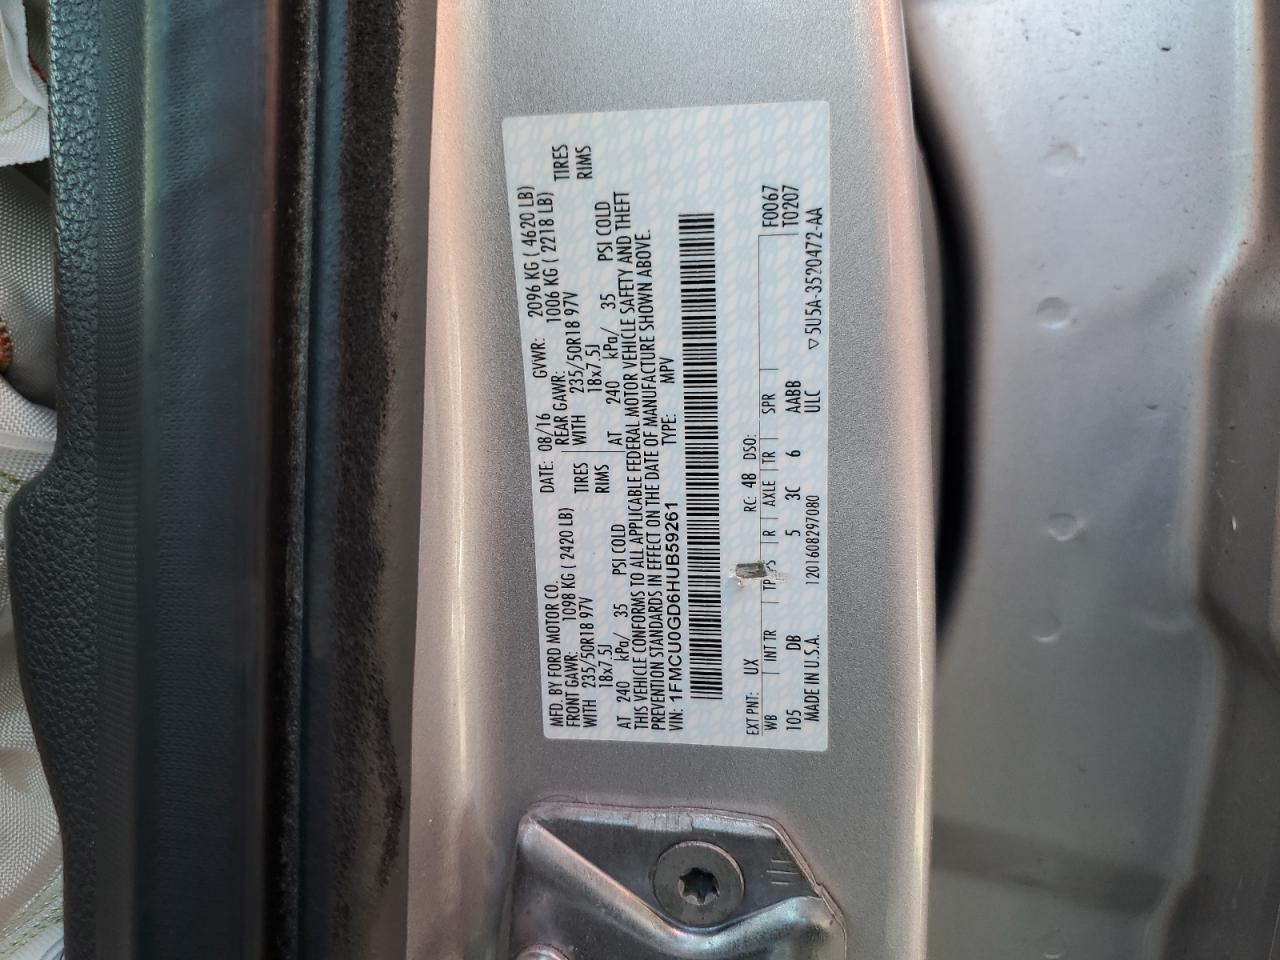 MFD. BY FORD MOTOR CO.
DATE: 08/16 GVWR: 2096 KG ( 4620 LB)
FRONT GAWR: 1098 KG ( 2420 LB)
REAR GAWR: 1006 KG ( 2218 LB)
WITH 235/50R18 97V TIRES
WITH 235/50R18 97V TIRES
18x7.5J RIMS
18x7.5J RIMS
AT 240 kPa/ 35 PSI COLD
AT 240 kPa/ 35 PSI COLD
THIS VEHICLE CONFORMS TO ALL APPLICABLE FEDERAL MOTOR VEHICLE SAFETY AND THEFT
PREVENTION STANDARDS IN EFFECT ON THE DATE OF MANUFACTURE SHOWN ABOVE.
VIN: 1FMCU0GD6HUB59261 TYPE: MPV
EXT PNT: UX RC: 48 DSO: F0067
WB INT TR R AXLE TR SPR T0207
105 DB 5 3C 6 AABB
MADE IN U.S.A. 1201608297080 ULC ▽5U5A-3520472-AA